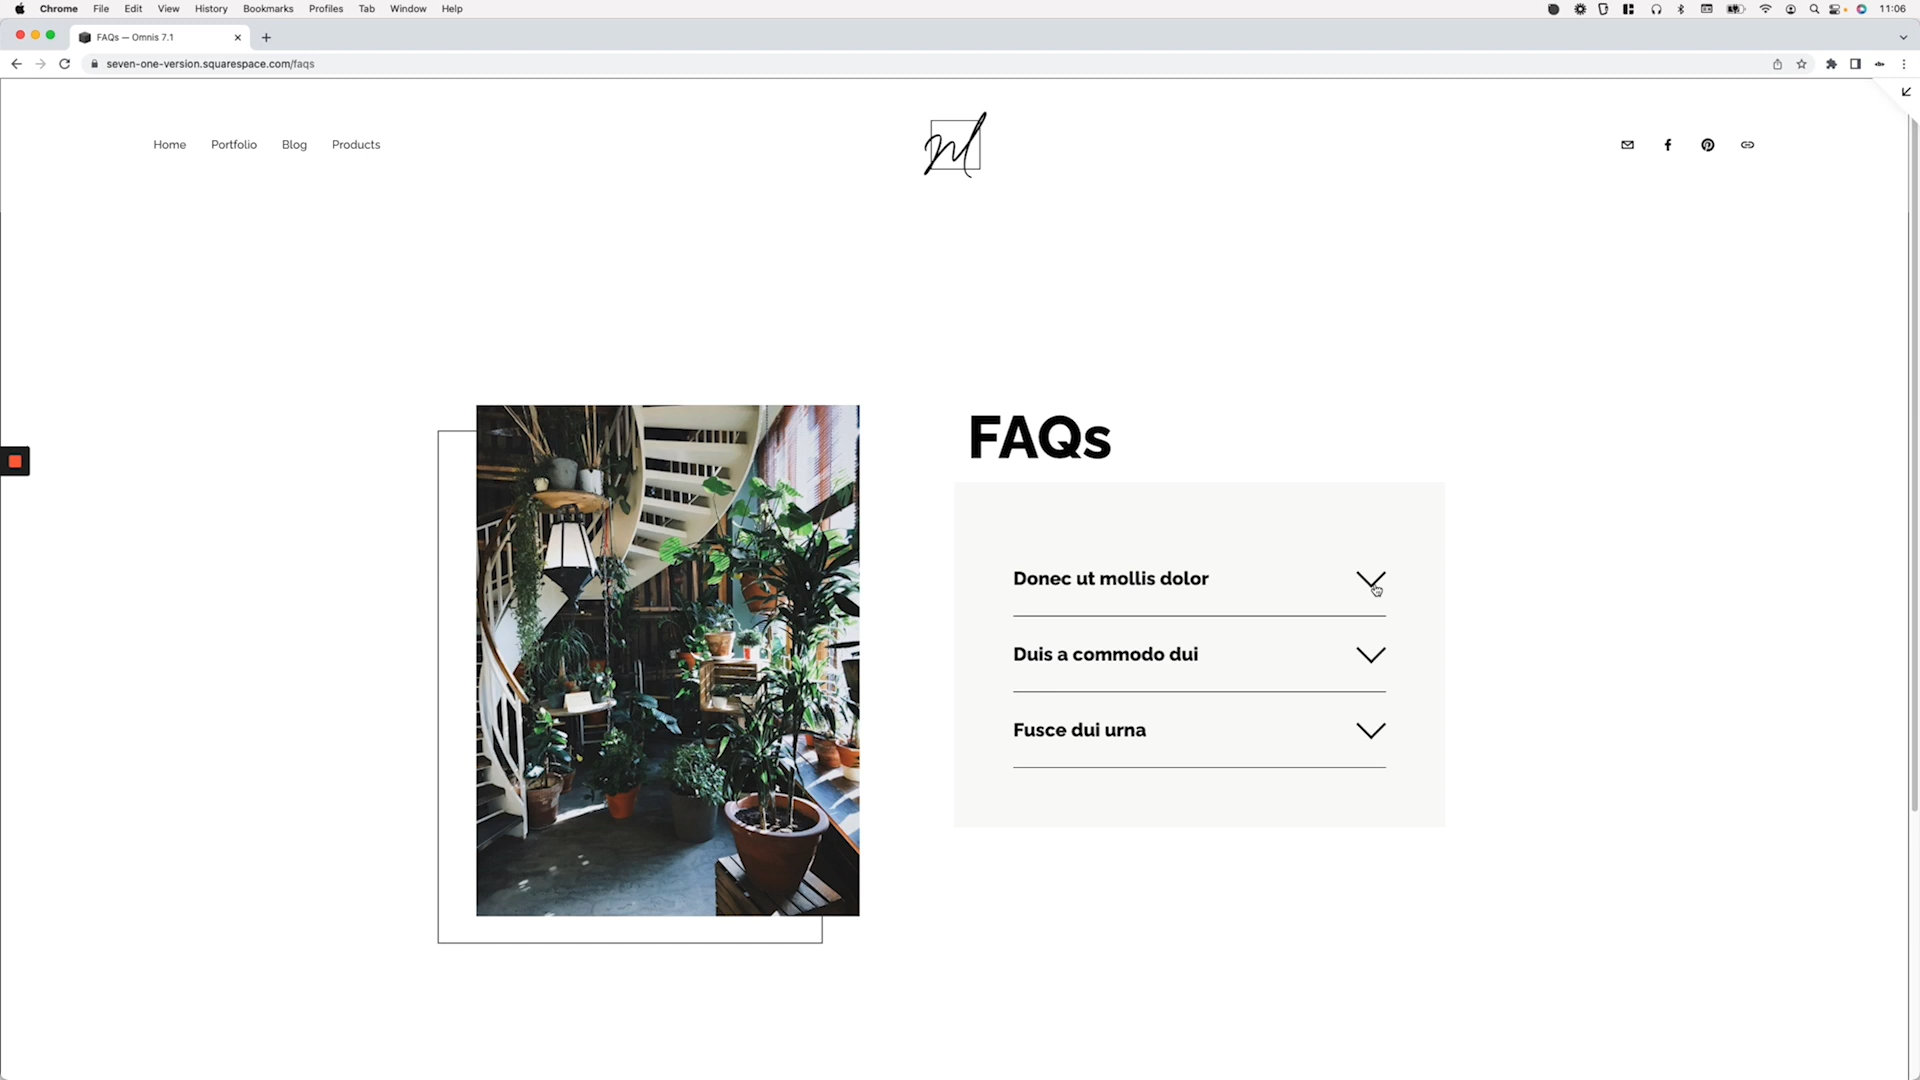 Chrome File Edit View History Bookmarks Profiles Tab Window Help 11:06
FAQs — Omnis 7.1
seven-one-version.squarespace.com/faqs
Home Portfolio Blog Products
nl
FAQs
Donec ut mollis dolor
Duis a commodo dui
Fusce dui urna